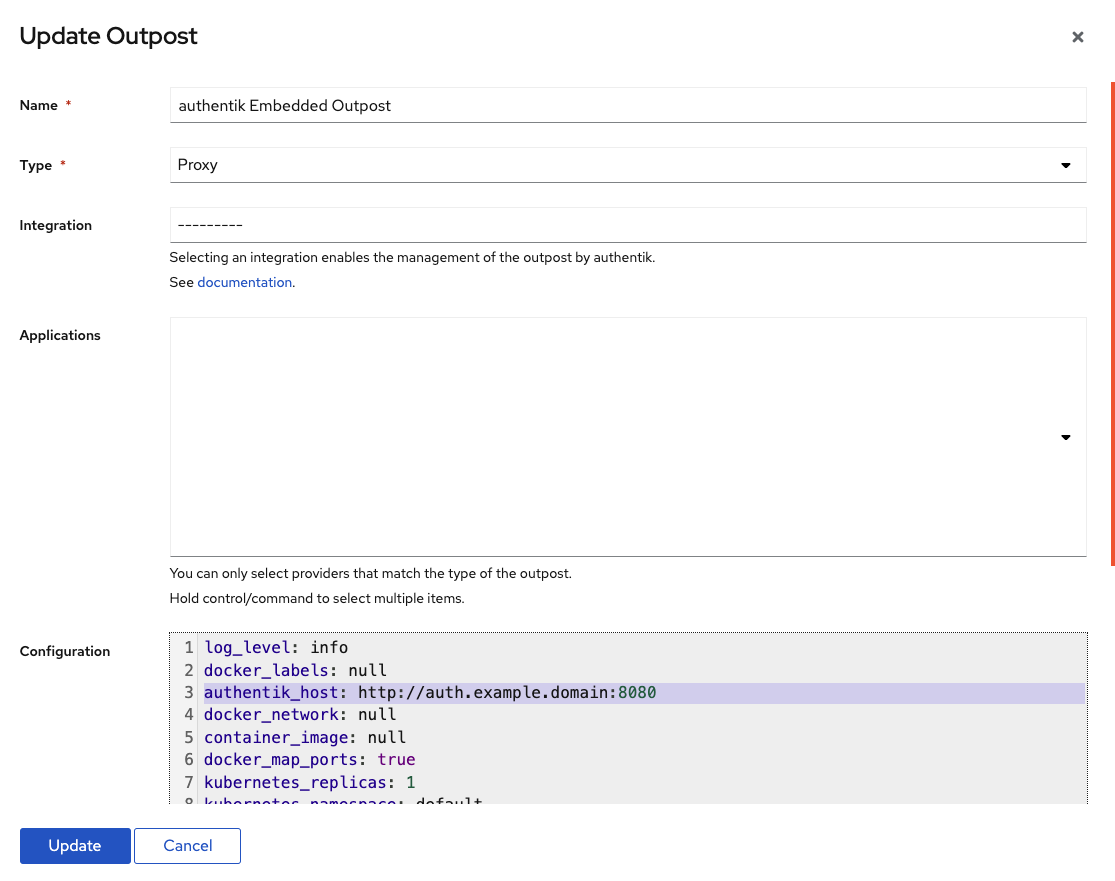 Update Outpost
Name *
authentik Embedded Outpost
Type *
Proxy
Integration
---------
Selecting an integration enables the management of the outpost by authentik.
See documentation.
Applications
You can only select providers that match the type of the outpost.
Hold control/command to select multiple items.
Configuration
1 log_level: info
2 docker_labels: null
3 authentik_host: http://auth.example.domain:8080
4 docker_network: null
5 container_image: null
6 docker_map_ports: true
7 kubernetes_replicas: 1
8 kubernetes_namespace: default
Update
Cancel